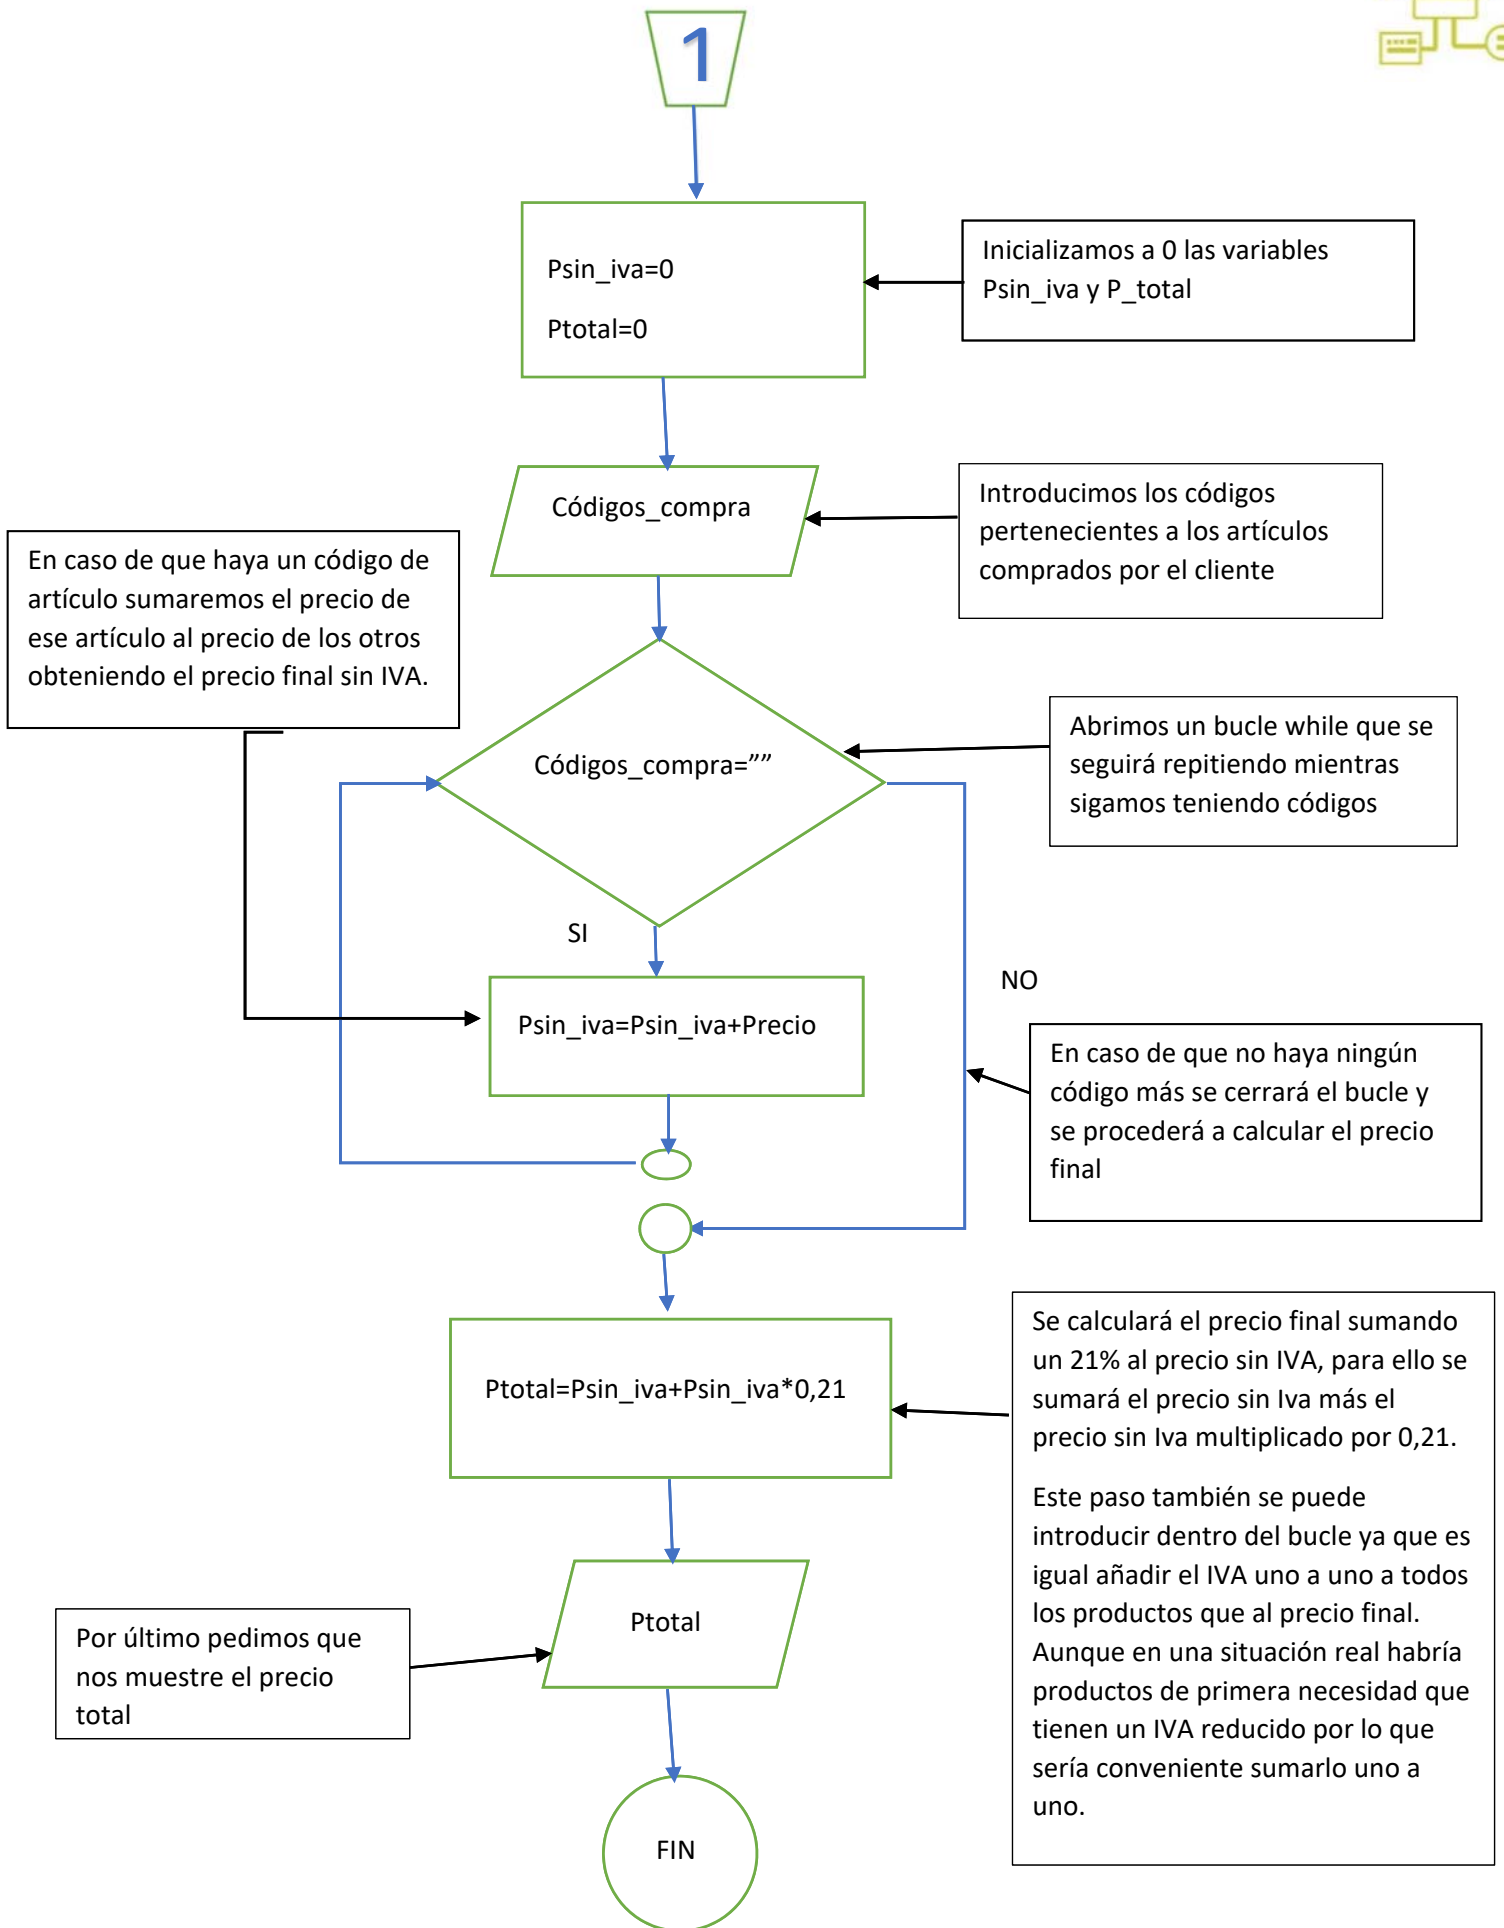 1
Psin_iva=0
Ptotal=0
Inicializamos a 0 las variables
Psin_iva y P_total
Códigos_compra
Introducimos los códigos
pertenecientes a los artículos
comprados por el cliente
En caso de que haya un código de
artículo sumaremos el precio de
ese artículo al precio de los otros
obteniendo el precio final sin IVA.
Códigos_compra=””
Abrimos un bucle while que se
seguirá repitiendo mientras
sigamos teniendo códigos
SI
NO
Psin_iva=Psin_iva+Precio
En caso de que no haya ningún
código más se cerrará el bucle y
se procederá a calcular el precio
final
Ptotal=Psin_iva+Psin_iva*0,21
Se calculará el precio final sumando
un 21% al precio sin IVA, para ello se
sumará el precio sin Iva más el
precio sin Iva multiplicado por 0,21.
Este paso también se puede
introducir dentro del bucle ya que es
igual añadir el IVA uno a uno a todos
los productos que al precio final.
Aunque en una situación real habría
productos de primera necesidad que
tienen un IVA reducido por lo que
sería conveniente sumarlo uno a
uno.
Ptotal
Por último pedimos que
nos muestre el precio
total
FIN